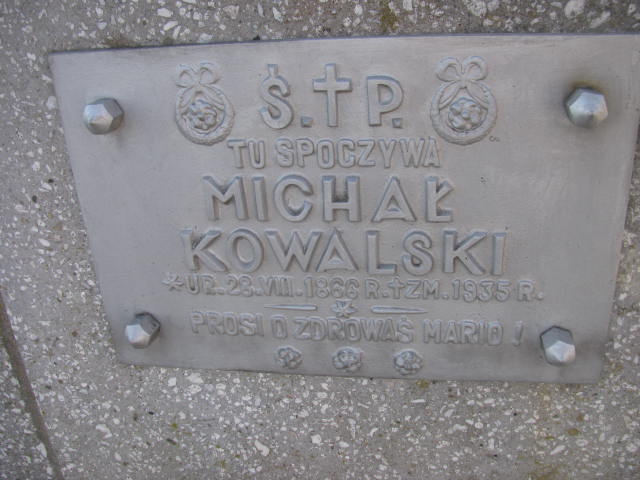 Ś.✝P.
TU SPOCZYWA
MICHAŁ
KOWALSKI
*UR. 28.VIII. 1866 R. ✝ZM. 1935 R.
PROSI O ZDROWAŚ MARIO!